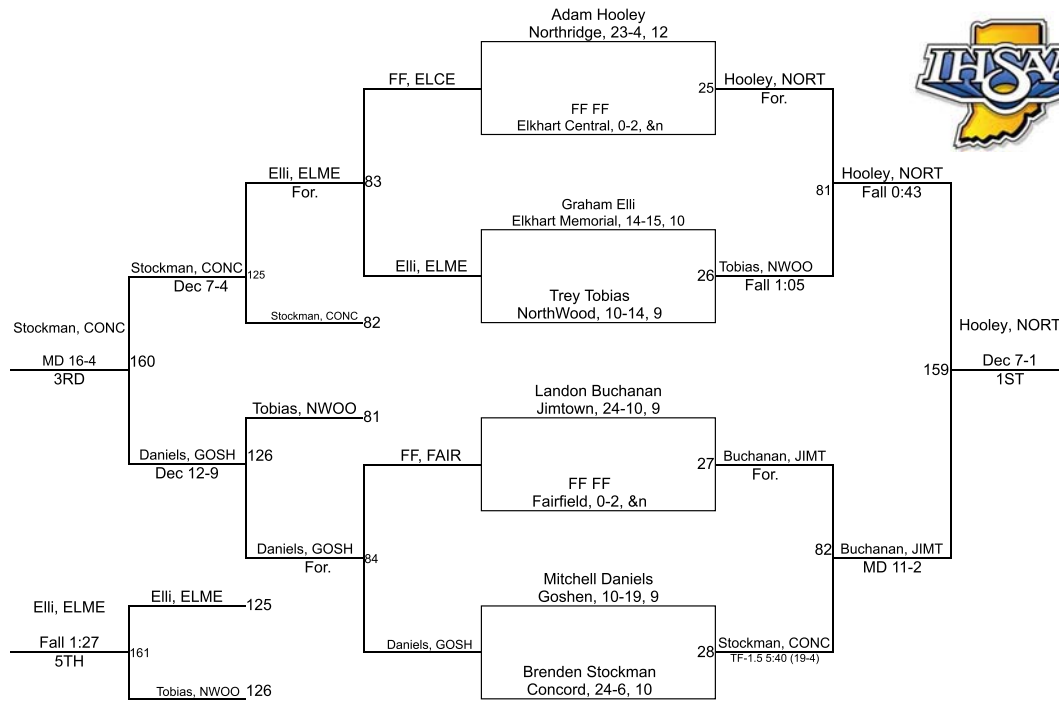 Adam Hooley
Northridge, 23-4, 12
FF, ELCE
25
Hooley, NORT
For.
FF FF
Elkhart Central, 0-2, &n
IHSAA
Elli, ELME
For.
83
Hooley, NORT
Fall 0:43
81
Graham Elli
Elkhart Memorial, 14-15, 10
Elli, ELME
26
Tobias, NWOO
Fall 1:05
Trey Tobias
NorthWood, 10-14, 9
Stockman, CONC
Dec 7-4
125
Stockman, CONC
82
Stockman, CONC
MD 16-4
3RD
160
Hooley, NORT
Dec 7-1
1ST
159
Landon Buchanan
Jimtown, 24-10, 9
Tobias, NWOO
81
Daniels, GOSH
Dec 12-9
126
FF, FAIR
27
Buchanan, JIMT
For.
FF FF
Fairfield, 0-2, &n
Daniels, GOSH
For.
84
82
Buchanan, JIMT
MD 11-2
Mitchell Daniels
Goshen, 10-19, 9
Elli, ELME
Fall 1:27
5TH
Elli, ELME
125
161
Daniels, GOSH
28
Stockman, CONC
TF-1.5 5:40 (19-4)
Brenden Stockman
Concord, 24-6, 10
Tobias, NWOO
126